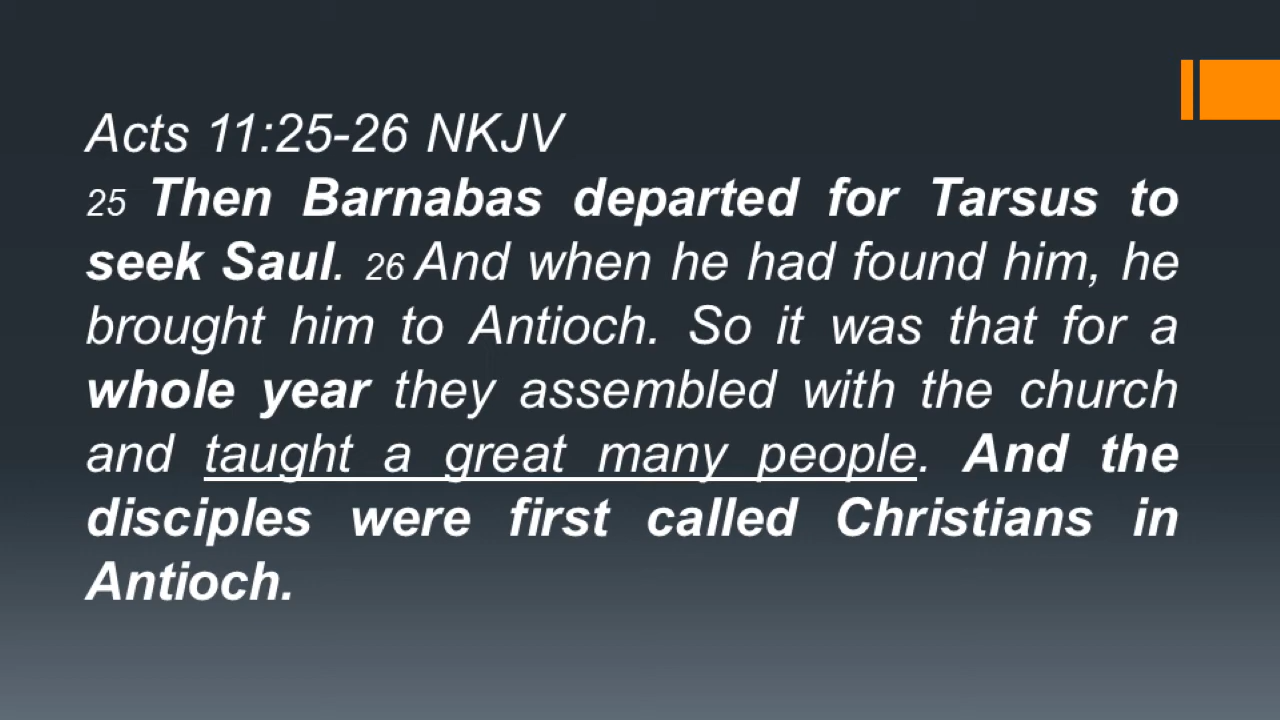 Acts 11:25-26 NKJV
25 Then Barnabas departed for Tarsus to
seek Saul. 26 And when he had found him, he
brought him to Antioch. So it was that for a
whole year they assembled with the church
and taught a great many people. And the
disciples were first called Christians in
Antioch.